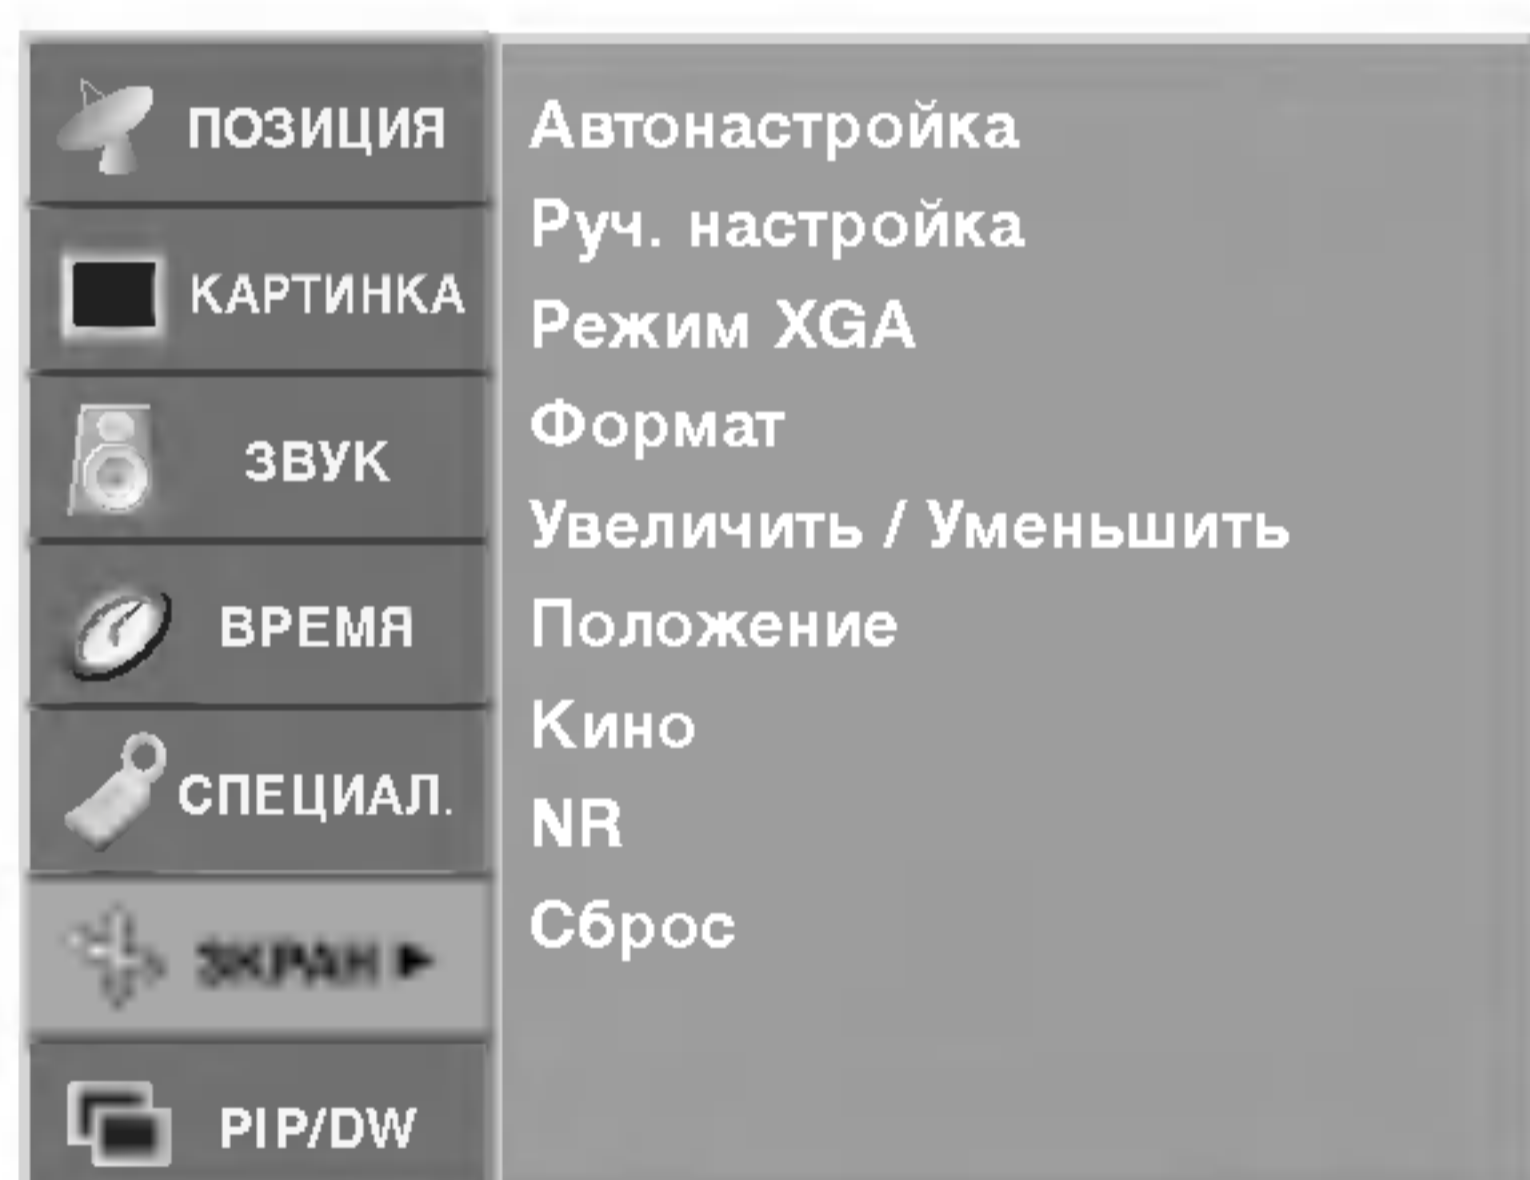 ПОЗИЦИЯ
КАРТИНКА
ЗВУК
ВРЕМЯ
СПЕЦИАЛ.
ЭКРАН ►
PIP/DW
Автонастройка
Руч. настройка
Режим XGA
Формат
Увеличить / Уменьшить
Положение
Кино
NR
Сброс